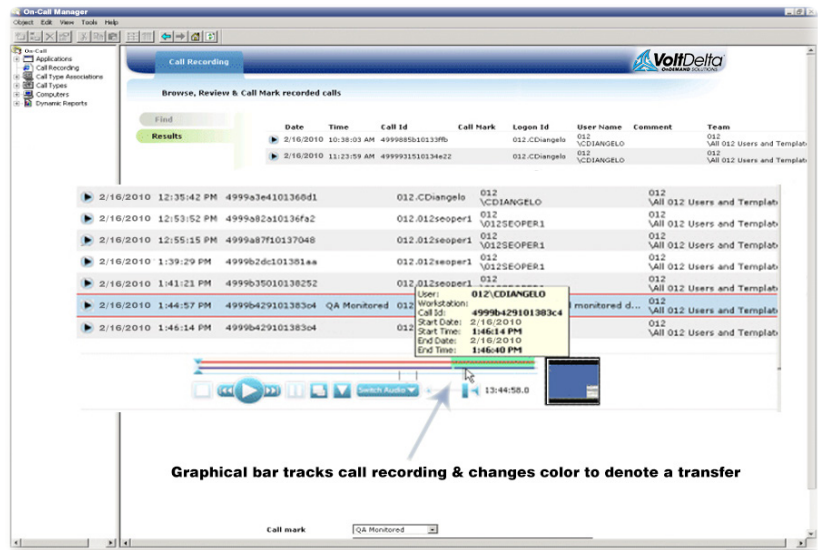 On-Call Manager
Object Edit View Tools Help
On-Call
Applications
Call Recording
Call Type Associations
Call Types
Computers
Dynamic Reports
Call Recording
VoltDelta
OnDEMAND SOLUTIONS
Browse, Review & Call Mark recorded calls
Find
Results
Date Time Call Id Call Mark Logon Id User Name Comment Team
2/16/2010 10:38:03 AM 4999885b10133ffb 012.CDiangelo 012 \CDIANGELO 012 \All 012 Users and Templat
2/16/2010 11:23:59 AM 4999931510134e22 012.CDiangelo 012 \CDIANGELO 012 \All 012 Users and Templat
2/16/2010 12:35:42 PM 4999a3e4101368d1 012.CDiangelo 012 \CDIANGELO 012 \All 012 Users and Templat
2/16/2010 12:53:52 PM 4999a82a10136fa2 012.012seoper1 012 \012SEOPER1 012 \All 012 Users and Templat
2/16/2010 12:55:15 PM 4999a87f10137048 012.012seoper1 012 \012SEOPER1 012 \All 012 Users and Templat
2/16/2010 1:39:29 PM 4999b2dc101381aa 012.012seoper1 012 \012SEOPER1 012 \All 012 Users and Templat
2/16/2010 1:41:21 PM 4999b35010138252 012.012seoper1 012 012 \All 012 Users and Templat
2/16/2010 1:44:57 PM 4999b429101383c4 QA Monitored 012 monitored d... 012 \All 012 Users and Templat
2/16/2010 1:46:14 PM 4999b429101383c4 012 012 \All 012 Users and Templat
User: 012\CDIANGELO
Workstation:
Call Id: 4999b429101383c4
Start Date: 2/16/2010
Start Time: 1:46:14 PM
End Date: 2/16/2010
End Time: 1:46:40 PM
Switch Audio
13:44:58.0
Graphical bar tracks call recording & changes color to denote a transfer
Call mark QA Monitored